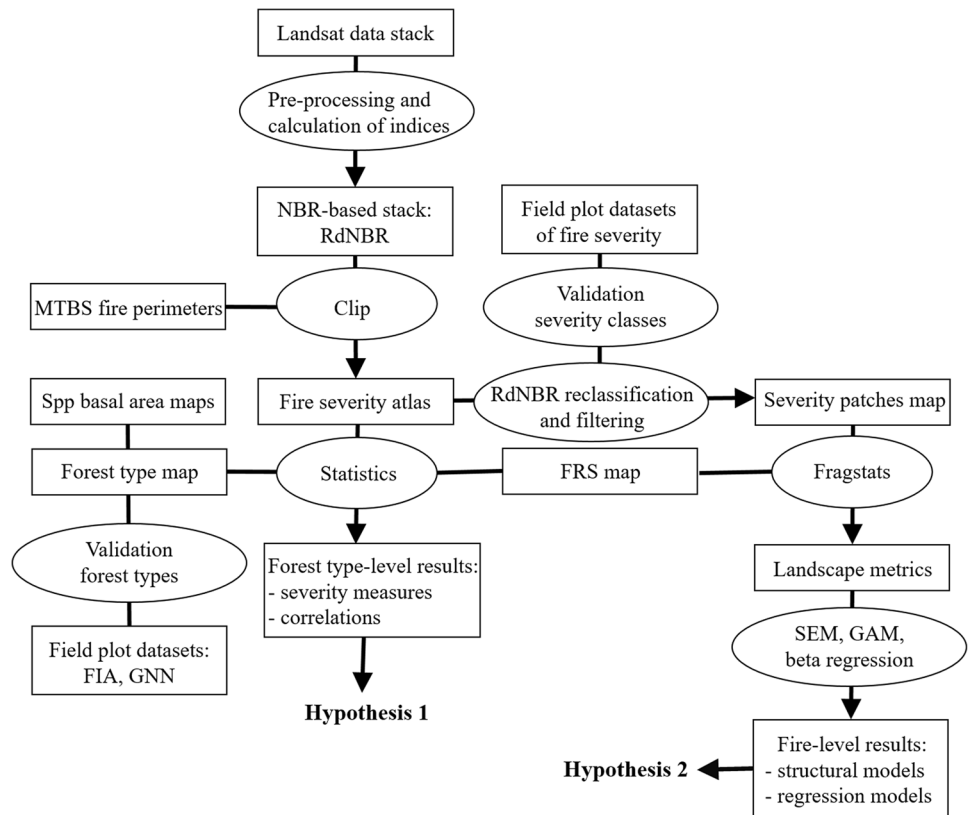 Landsat data stack
Pre-processing and
calculation of indices
NBR-based stack:
RdNBR
Field plot datasets
of fire severity
MTBS fire perimeters
Clip
Validation
severity classes
Spp basal area maps
Fire severity atlas
RdNBR reclassification
and filtering
Severity patches map
Forest type map
Statistics
FRS map
Fragstats
Validation
forest types
Forest type-level results:
- severity measures
- correlations
Landscape metrics
Field plot datasets:
FIA, GNN
SEM, GAM,
beta regression
Hypothesis 1
Fire-level results:
- structural models
- regression models
Hypothesis 2